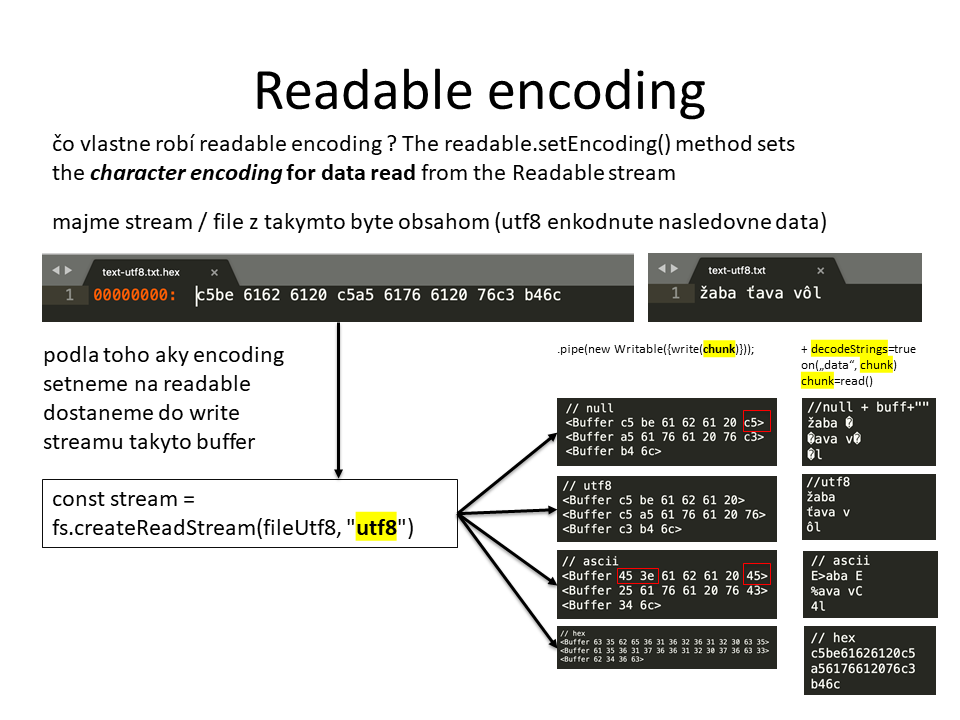 Readable encoding
čo vlastne robí readable encoding ? The readable.setEncoding() method sets
the character encoding for data read from the Readable stream
majme stream / file z takymto byte obsahom (utf8 enkodnute nasledovne data)
text-utf8.txt.hex ×
1 00000000: c5be 6162 6120 c5a5 6176 6120 76c3 b46c
text-utf8.txt ×
1 žaba ťava vôl
podla toho aky encoding
setneme na readable
dostaneme do write
streamu takyto buffer
const stream =
fs.createReadStream(fileUtf8, "utf8")
.pipe(new Writable({write(chunk)}));
// null
<Buffer c5 be 61 62 61 20 c5>
<Buffer a5 61 76 61 20 76 c3>
<Buffer b4 6c>
// utf8
<Buffer c5 be 61 62 61 20>
<Buffer c5 a5 61 76 61 20 76>
<Buffer c3 b4 6c>
// ascii
<Buffer 45 3e 61 62 61 20 45>
<Buffer 25 61 76 61 20 76 43>
<Buffer 34 6c>
// hex
<Buffer 63 35 62 65 36 31 36 32 36 31 32 30 63 35>
<Buffer 61 35 36 31 37 36 36 31 32 30 37 36 63 33>
<Buffer 62 34 36 63>
+ decodeStrings=true
on(„data“, chunk)
chunk=read()
//null + buff+""
žaba �
�ava v�
�l
//utf8
žaba
ťava v
ôl
// ascii
E>aba E
%ava vC
4l
// hex
c5be61626120c5
a56176612076c3
b46c